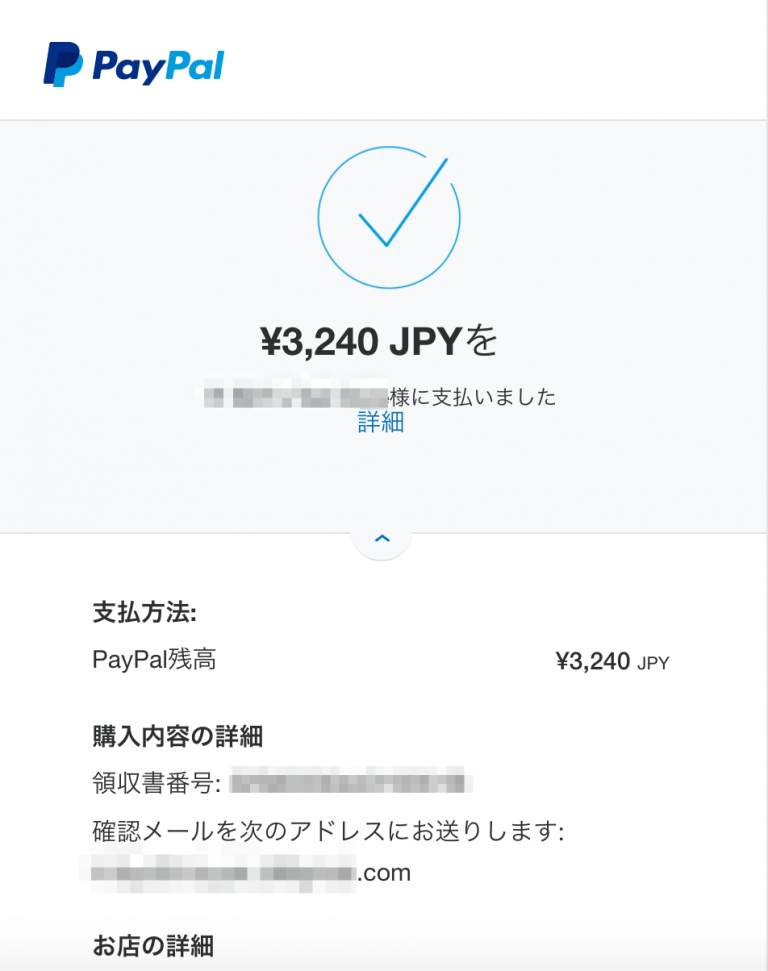 PayPal
¥3,240 JPYを
様に支払いました
詳細
支払方法:
PayPal残高 ¥3,240 JPY
購入内容の詳細
領収書番号:
確認メールを次のアドレスにお送りします:
.com
お店の詳細